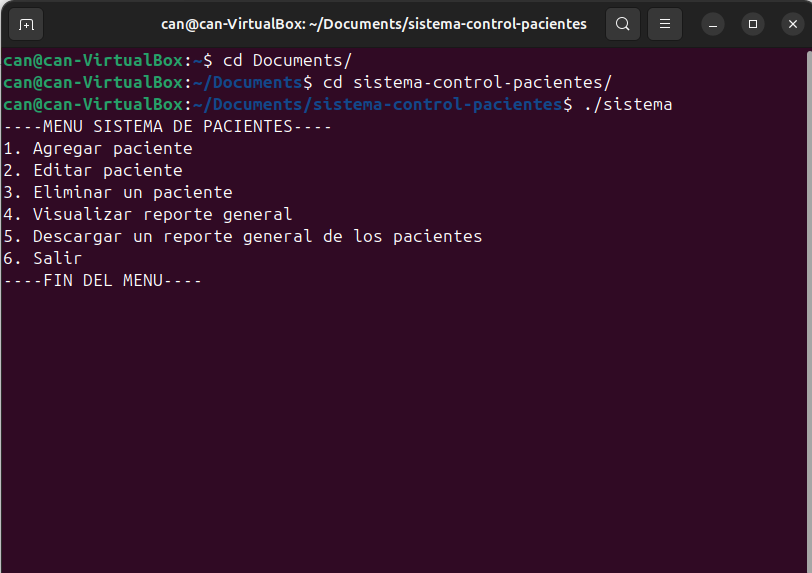 can@can-VirtualBox: ~/Documents/sistema-control-pacientes
can@can-VirtualBox:~$ cd Documents/
can@can-VirtualBox:~/Documents$ cd sistema-control-pacientes/
can@can-VirtualBox:~/Documents/sistema-control-pacientes$ ./sistema
----MENU SISTEMA DE PACIENTES----
1. Agregar paciente
2. Editar paciente
3. Eliminar un paciente
4. Visualizar reporte general
5. Descargar un reporte general de los pacientes
6. Salir
----FIN DEL MENU----